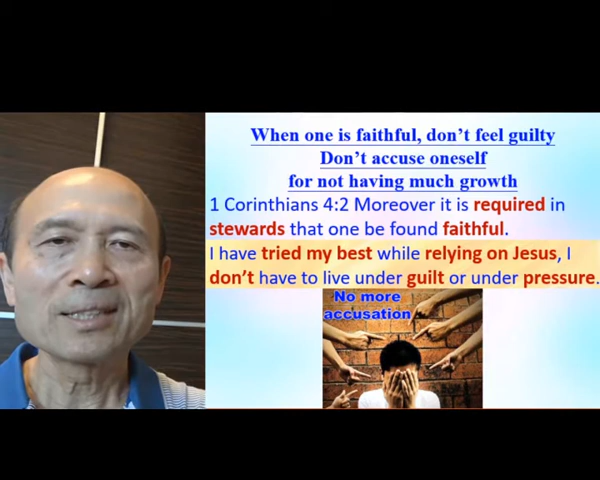 When one is faithful, don't feel guilty
Don't accuse oneself
for not having much growth
1 Corinthians 4:2 Moreover it is required in
stewards that one be found faithful.
I have tried my best while relying on Jesus, I
don't have to live under guilt or under pressure.
No more
accusation